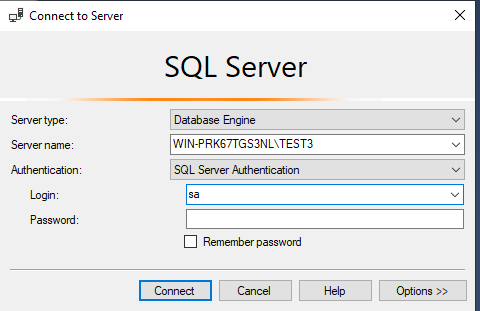 Connect to Server
SQL Server
Server type: Database Engine
Server name: WIN-PRK67TGS3NL\TEST3
Authentication: SQL Server Authentication
Login: sa
Password:
Remember password
Connect Cancel Help Options >>